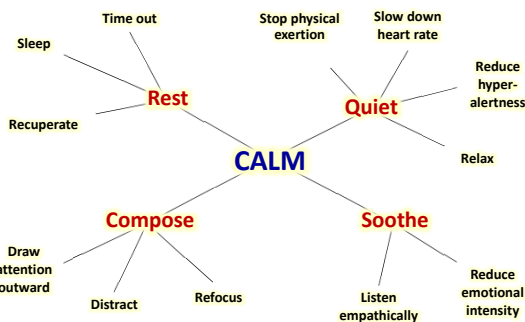 Time out
Sleep
Rest
Recuperate
Stop physical
exertion
Slow down
heart rate
Reduce
hyper-
alertness
Quiet
Relax
CALM
Compose
Draw
attention
outward
Distract
Refocus
Soothe
Listen
empathically
Reduce
emotional
intensity